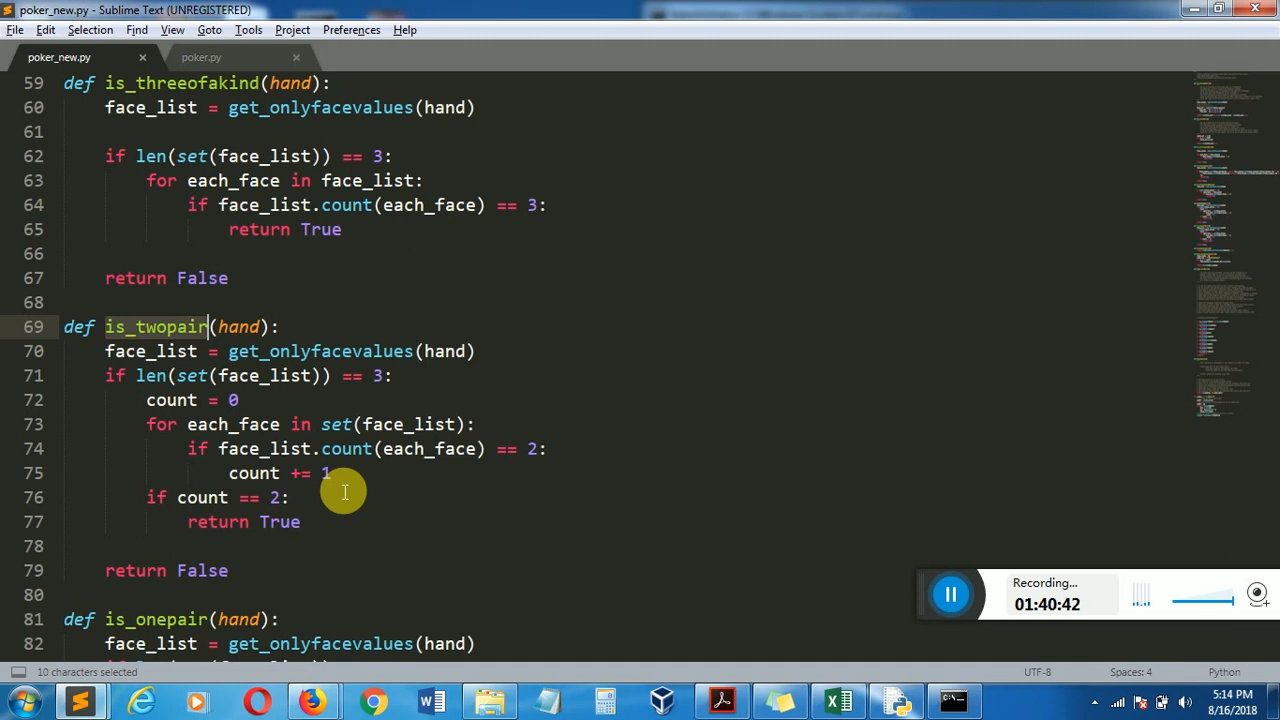 poker_new.py - Sublime Text (UNREGISTERED)
File Edit Selection Find View Goto Tools Project Preferences Help
poker_new.py × poker.py ×
59 def is_threeofakind(hand):
60 face_list = get_onlyfacevalues(hand)
61
62 if len(set(face_list)) == 3:
63 for each_face in face_list:
64 if face_list.count(each_face) == 3:
65 return True
66
67 return False
68
69 def is_twopair(hand):
70 face_list = get_onlyfacevalues(hand)
71 if len(set(face_list)) == 3:
72 count = 0
73 for each_face in set(face_list):
74 if face_list.count(each_face) == 2:
75 count += 1
76 if count == 2:
77 return True
78
79 return False
80
81 def is_onepair(hand):
82 face_list = get_onlyfacevalues(hand)
Recording...
01:40:42
10 characters selected UTF-8 Spaces: 4 Python
5:14 PM
8/16/2018